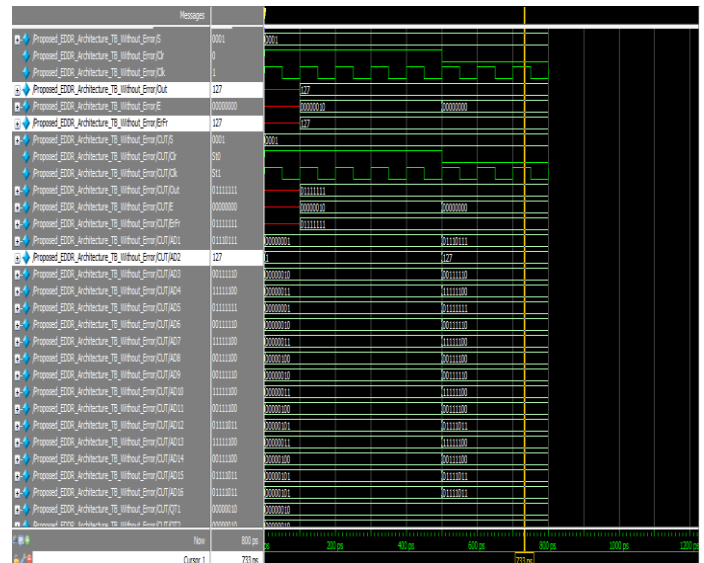 Messages
Proposed_EDDR_Architecture_TB_Without_Error/S 0001 0001
Proposed_EDDR_Architecture_TB_Without_Error/Clr 0
Proposed_EDDR_Architecture_TB_Without_Error/Clk 1
Proposed_EDDR_Architecture_TB_Without_Error/Out 127 127
Proposed_EDDR_Architecture_TB_Without_Error/E 00000000 00000010 00000000
Proposed_EDDR_Architecture_TB_Without_Error/ErFr 127 127
Proposed_EDDR_Architecture_TB_Without_Error/CUT/S 0001 0001
Proposed_EDDR_Architecture_TB_Without_Error/CUT/Clr St0
Proposed_EDDR_Architecture_TB_Without_Error/CUT/Clk St1
Proposed_EDDR_Architecture_TB_Without_Error/CUT/Out 01111111 01111111
Proposed_EDDR_Architecture_TB_Without_Error/CUT/E 00000000 00000010 00000000
Proposed_EDDR_Architecture_TB_Without_Error/CUT/ErFr 01111111 01111111
Proposed_EDDR_Architecture_TB_Without_Error/CUT/AD1 01110111 00000001 01110111
Proposed_EDDR_Architecture_TB_Without_Error/CUT/AD2 127 1 127
Proposed_EDDR_Architecture_TB_Without_Error/CUT/AD3 00111110 00000010 00111110
Proposed_EDDR_Architecture_TB_Without_Error/CUT/AD4 11111100 00000011 11111100
Proposed_EDDR_Architecture_TB_Without_Error/CUT/AD5 01111111 00000001 01111111
Proposed_EDDR_Architecture_TB_Without_Error/CUT/AD6 00111110 00000010 00111110
Proposed_EDDR_Architecture_TB_Without_Error/CUT/AD7 11111100 00000011 11111100
Proposed_EDDR_Architecture_TB_Without_Error/CUT/AD8 00111100 00000100 00111100
Proposed_EDDR_Architecture_TB_Without_Error/CUT/AD9 00111110 00000010 00111110
Proposed_EDDR_Architecture_TB_Without_Error/CUT/AD10 11111100 00000011 11111100
Proposed_EDDR_Architecture_TB_Without_Error/CUT/AD11 00111100 00000100 00111100
Proposed_EDDR_Architecture_TB_Without_Error/CUT/AD12 01111011 00000101 01111011
Proposed_EDDR_Architecture_TB_Without_Error/CUT/AD13 11111100 00000011 11111100
Proposed_EDDR_Architecture_TB_Without_Error/CUT/AD14 00111100 00000100 00111100
Proposed_EDDR_Architecture_TB_Without_Error/CUT/AD15 01111011 00000101 01111011
Proposed_EDDR_Architecture_TB_Without_Error/CUT/AD16 01111011 00000101 01111011
Proposed_EDDR_Architecture_TB_Without_Error/CUT/QT1 00000010 00000010
Now 800 ps ps 200 ps 400 ps 600 ps 800 ps 1000 ps 1200 ps
Cursor 1 733 ps 733 ps